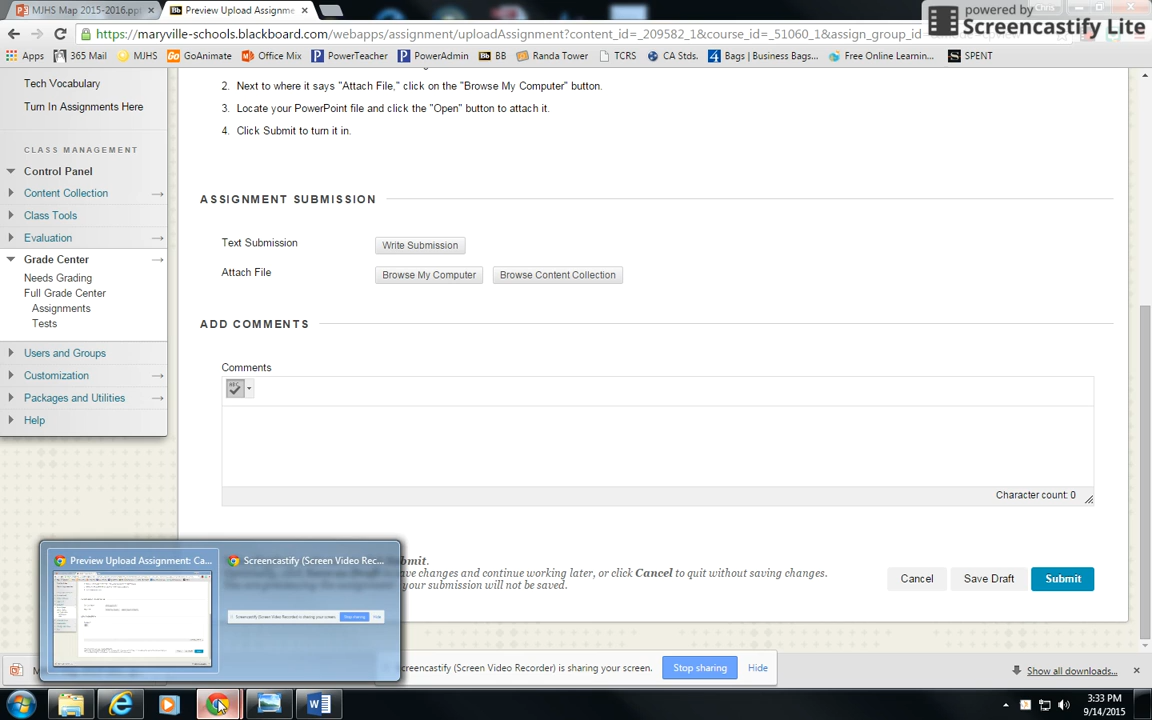 MJHS Map 2015-2016.pp
Preview Upload Assignme
Chris
powered by
Screencastify Lite
https://maryville-schools.blackboard.com/webapps/assignment/uploadAssignment?content_id=_209582_1&course_id=_51060_1&assign_group_id
Apps
365 Mail
MJHS
GoAnimate
Office Mix
PowerTeacher
PowerAdmin
BB
Randa Tower
TCRS
CA Stds.
Bags | Business Bags...
Free Online Learnin...
SPENT
Tech Vocabulary
Turn In Assignments Here
CLASS MANAGEMENT
Control Panel
Content Collection
Class Tools
Evaluation
Grade Center
Needs Grading
Full Grade Center
Assignments
Tests
Users and Groups
Customization
Packages and Utilities
Help
2. Next to where it says "Attach File," click on the "Browse My Computer" button.
3. Locate your PowerPoint file and click the "Open" button to attach it.
4. Click Submit to turn it in.
ASSIGNMENT SUBMISSION
Text Submission
Write Submission
Attach File
Browse My Computer
Browse Content Collection
ADD COMMENTS
Comments
ABC
Character count: 0
Submit.
save changes and continue working later, or click Cancel to quit without saving changes.
your submission will not be saved.
Cancel
Save Draft
Submit
Preview Upload Assignment: Ca...
Screencastify (Screen Video Rec...
Screencastify (Screen Video Recorder) is sharing your screen.
Stop sharing
Hide
creencastify (Screen Video Recorder) is sharing your screen.
Stop sharing
Hide
Show all downloads...
3:33 PM
9/14/2015